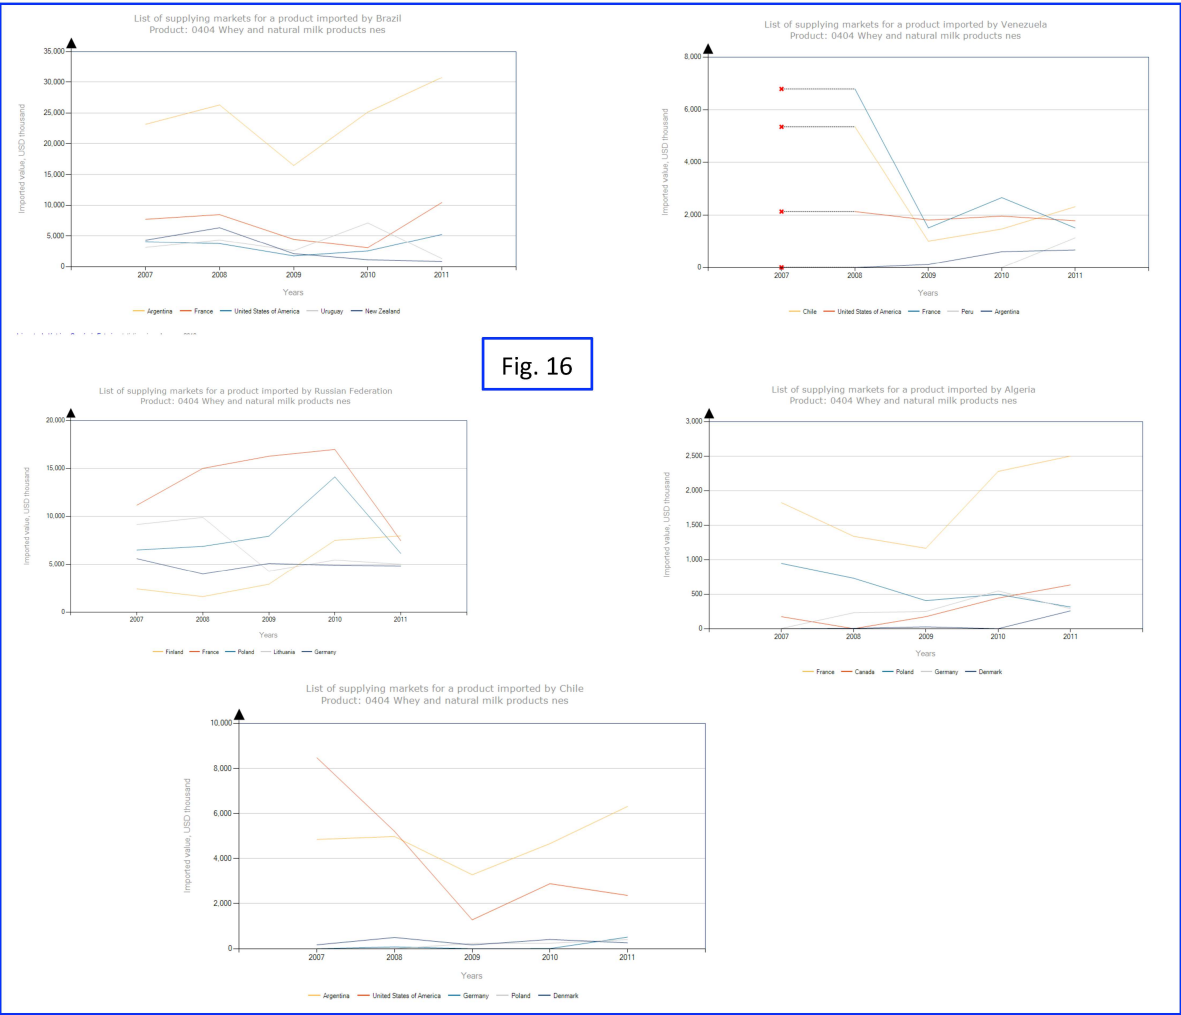 List of supplying markets for a product imported by Brazil
Product: 0404 Whey and natural milk products nes
Imported value, USD thousand
35,000
30,000
25,000
20,000
15,000
10,000
5,000
0
2007 2008 2009 2010 2011
Years
Argentina France United States of America Uruguay New Zealand
List of supplying markets for a product imported by Venezuela
Product: 0404 Whey and natural milk products nes
Imported value, USD thousand
8,000
6,000
4,000
2,000
0
2007 2008 2009 2010 2011
Years
Chile United States of America France Peru Argentina
Fig. 16
List of supplying markets for a product imported by Russian Federation
Product: 0404 Whey and natural milk products nes
Imported value, USD thousand
20,000
15,000
10,000
5,000
0
2007 2008 2009 2010 2011
Years
Finland France Poland Lithuania Germany
List of supplying markets for a product imported by Algeria
Product: 0404 Whey and natural milk products nes
Imported value, USD thousand
3,000
2,500
2,000
1,500
1,000
500
0
2007 2008 2009 2010 2011
Years
France Canada Poland Germany Denmark
List of supplying markets for a product imported by Chile
Product: 0404 Whey and natural milk products nes
Imported value, USD thousand
10,000
8,000
6,000
4,000
2,000
0
2007 2008 2009 2010 2011
Years
Argentina United States of America Germany Poland Denmark